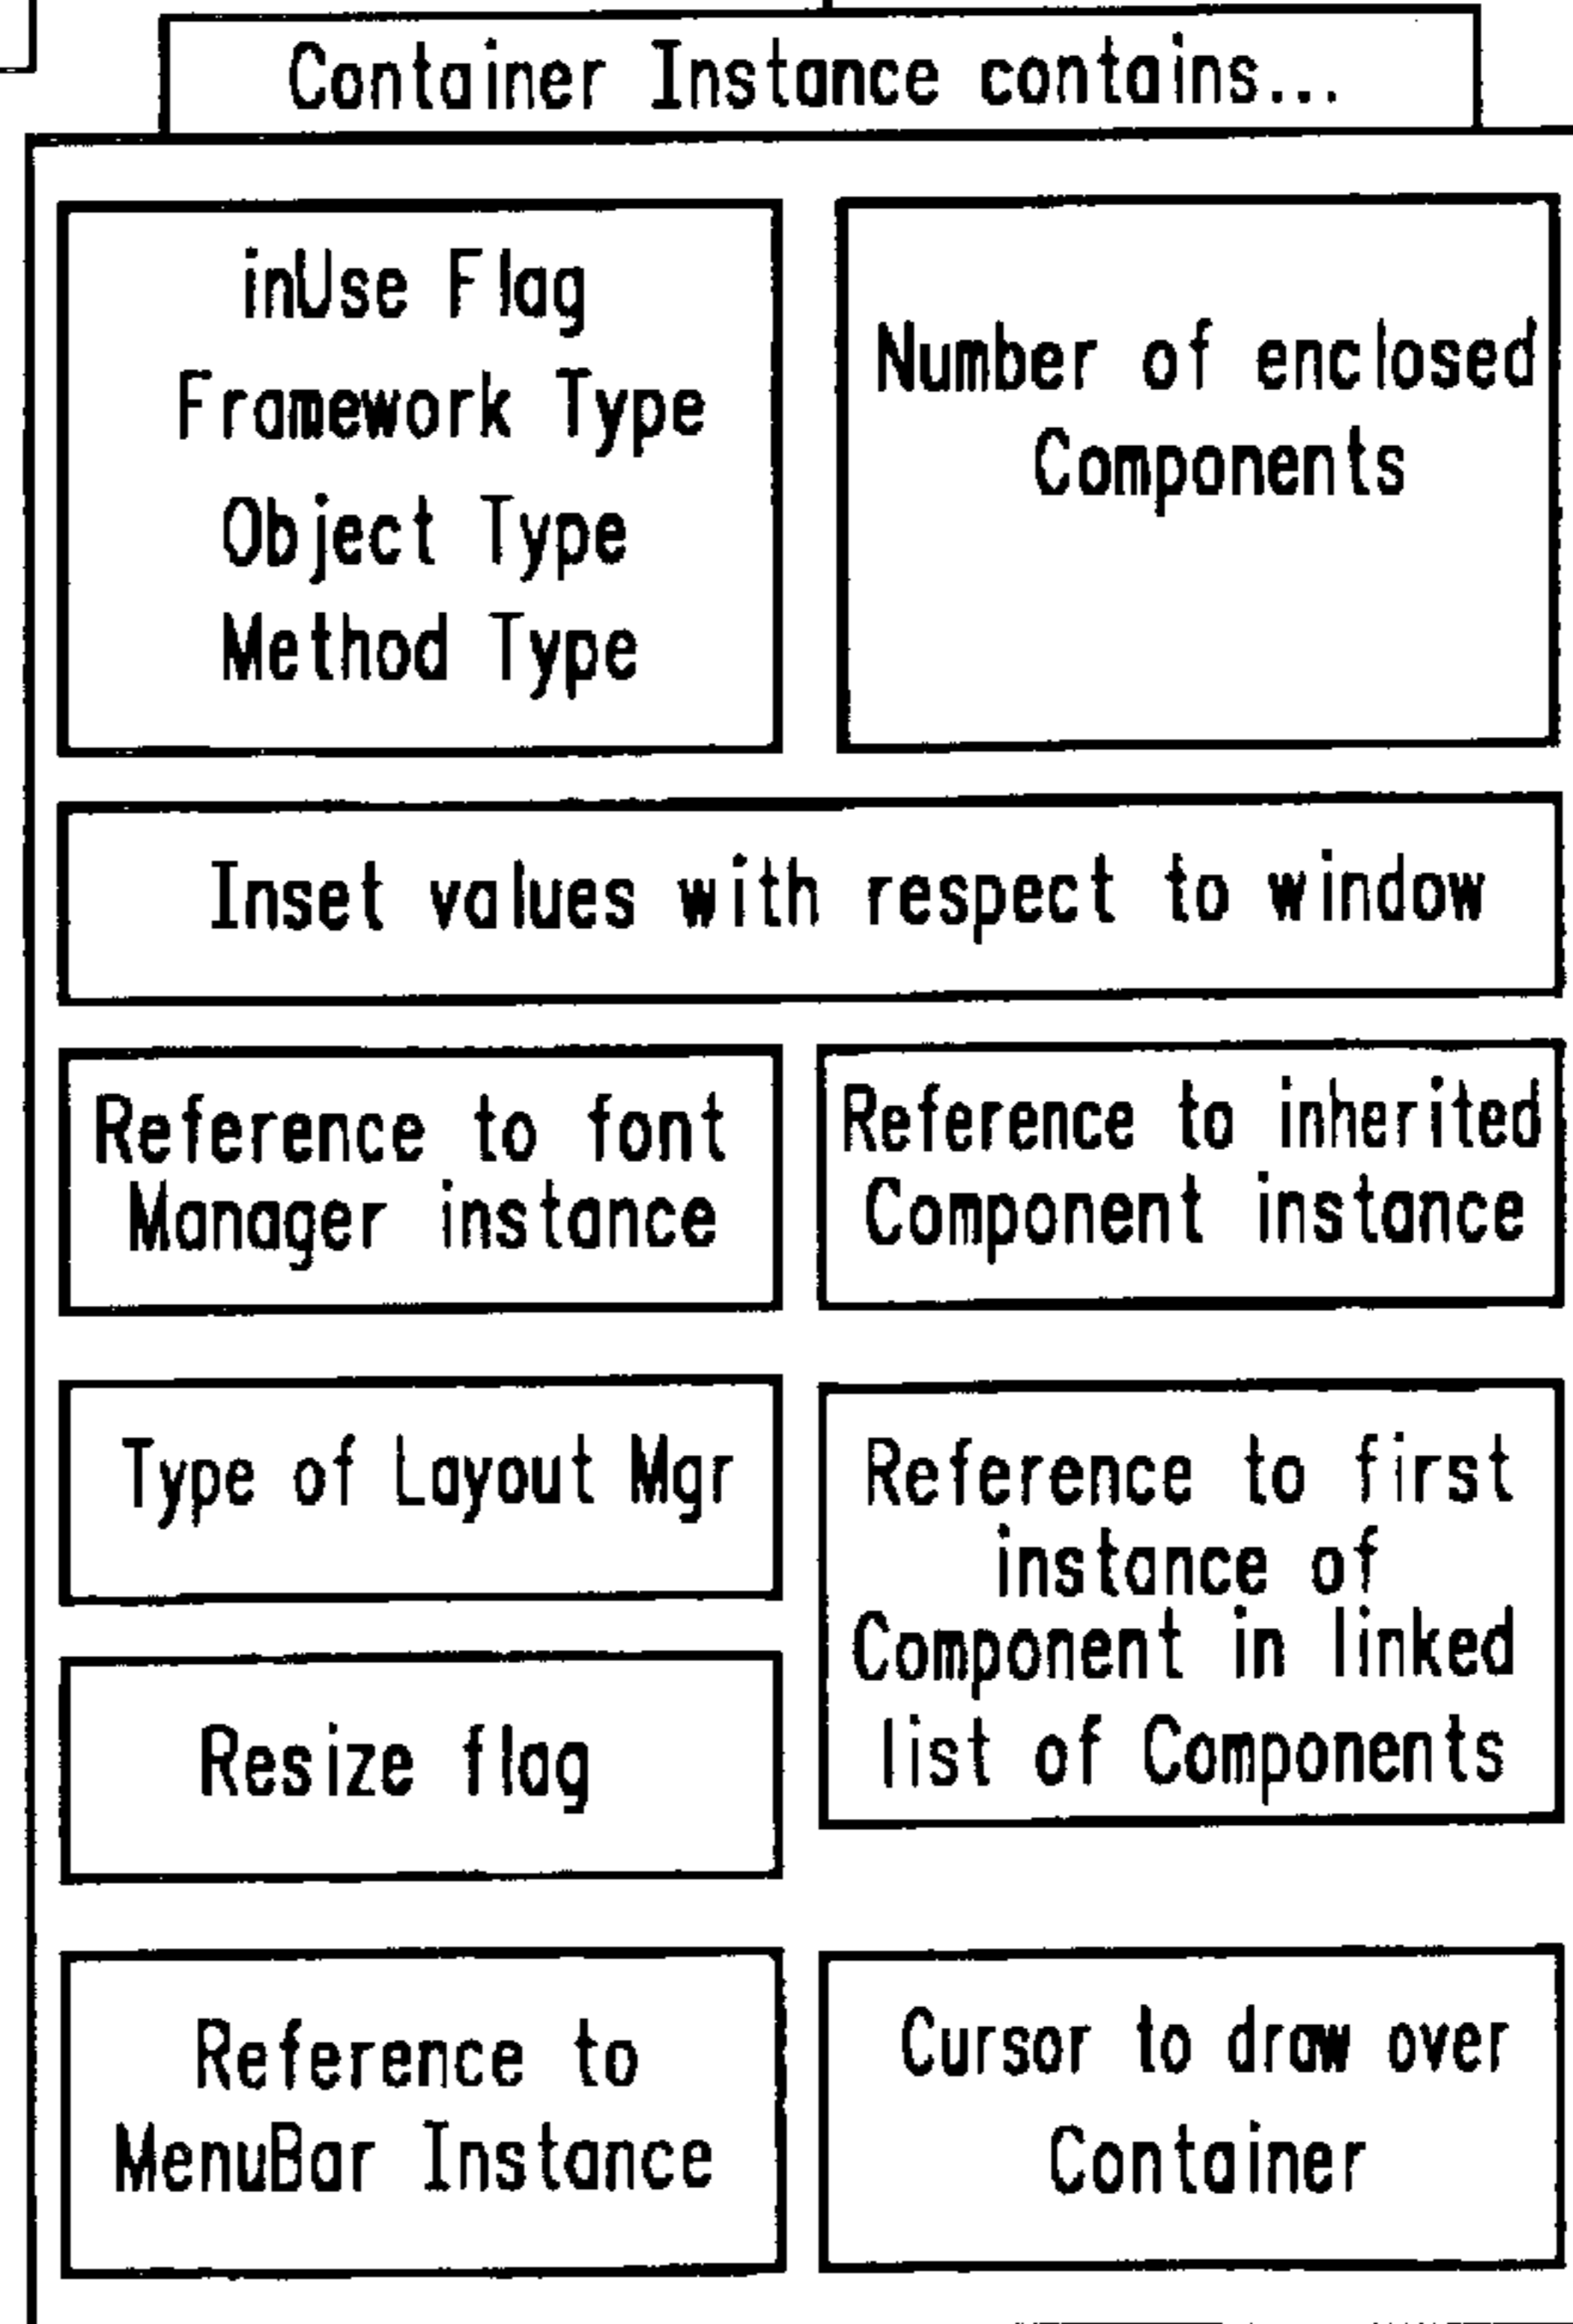 Container Instance contains...
inUse Flag
Framework Type
Object Type
Method Type
Number of enclosed
Components
Inset values with respect to window
Reference to font
Manager instance
Reference to inherited
Component instance
Type of Layout Mgr
Reference to first
instance of
Component in linked
list of Components
Resize flag
Reference to
MenuBar Instance
Cursor to draw over
Container